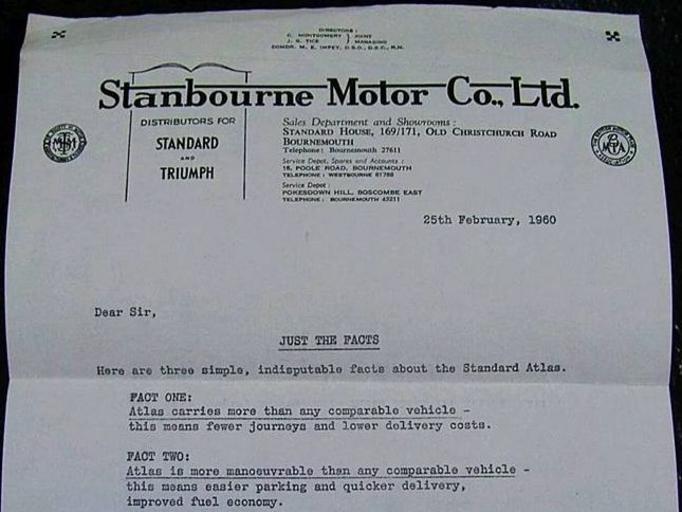 DIRECTORS:
C. MONTGOMERY } JOINT
J. S. TICE } MANAGING
COMDR. M. E. IMPEY, D.S.O., D.S.C., R.N.
Stanbourne Motor Co., Ltd.
DISTRIBUTORS FOR
STANDARD
AND
TRIUMPH
Sales Department and Showrooms:
STANDARD HOUSE, 169/171, OLD CHRISTCHURCH ROAD
BOURNEMOUTH
Telephone: Bournemouth 27611
Service Depot, Spares and Accounts:
18, POOLE ROAD, BOURNEMOUTH
TELEPHONE: WESTBOURNE 61788
Service Depot:
POKESDOWN HILL, BOSCOMBE EAST
TELEPHONE: BOURNEMOUTH 43211
25th February, 1960
Dear Sir,
JUST THE FACTS
Here are three simple, indisputable facts about the Standard Atlas.
FACT ONE:
Atlas carries more than any comparable vehicle -
this means fewer journeys and lower delivery costs.
FACT TWO:
Atlas is more manoeuvrable than any comparable vehicle -
this means easier parking and quicker delivery,
improved fuel economy.